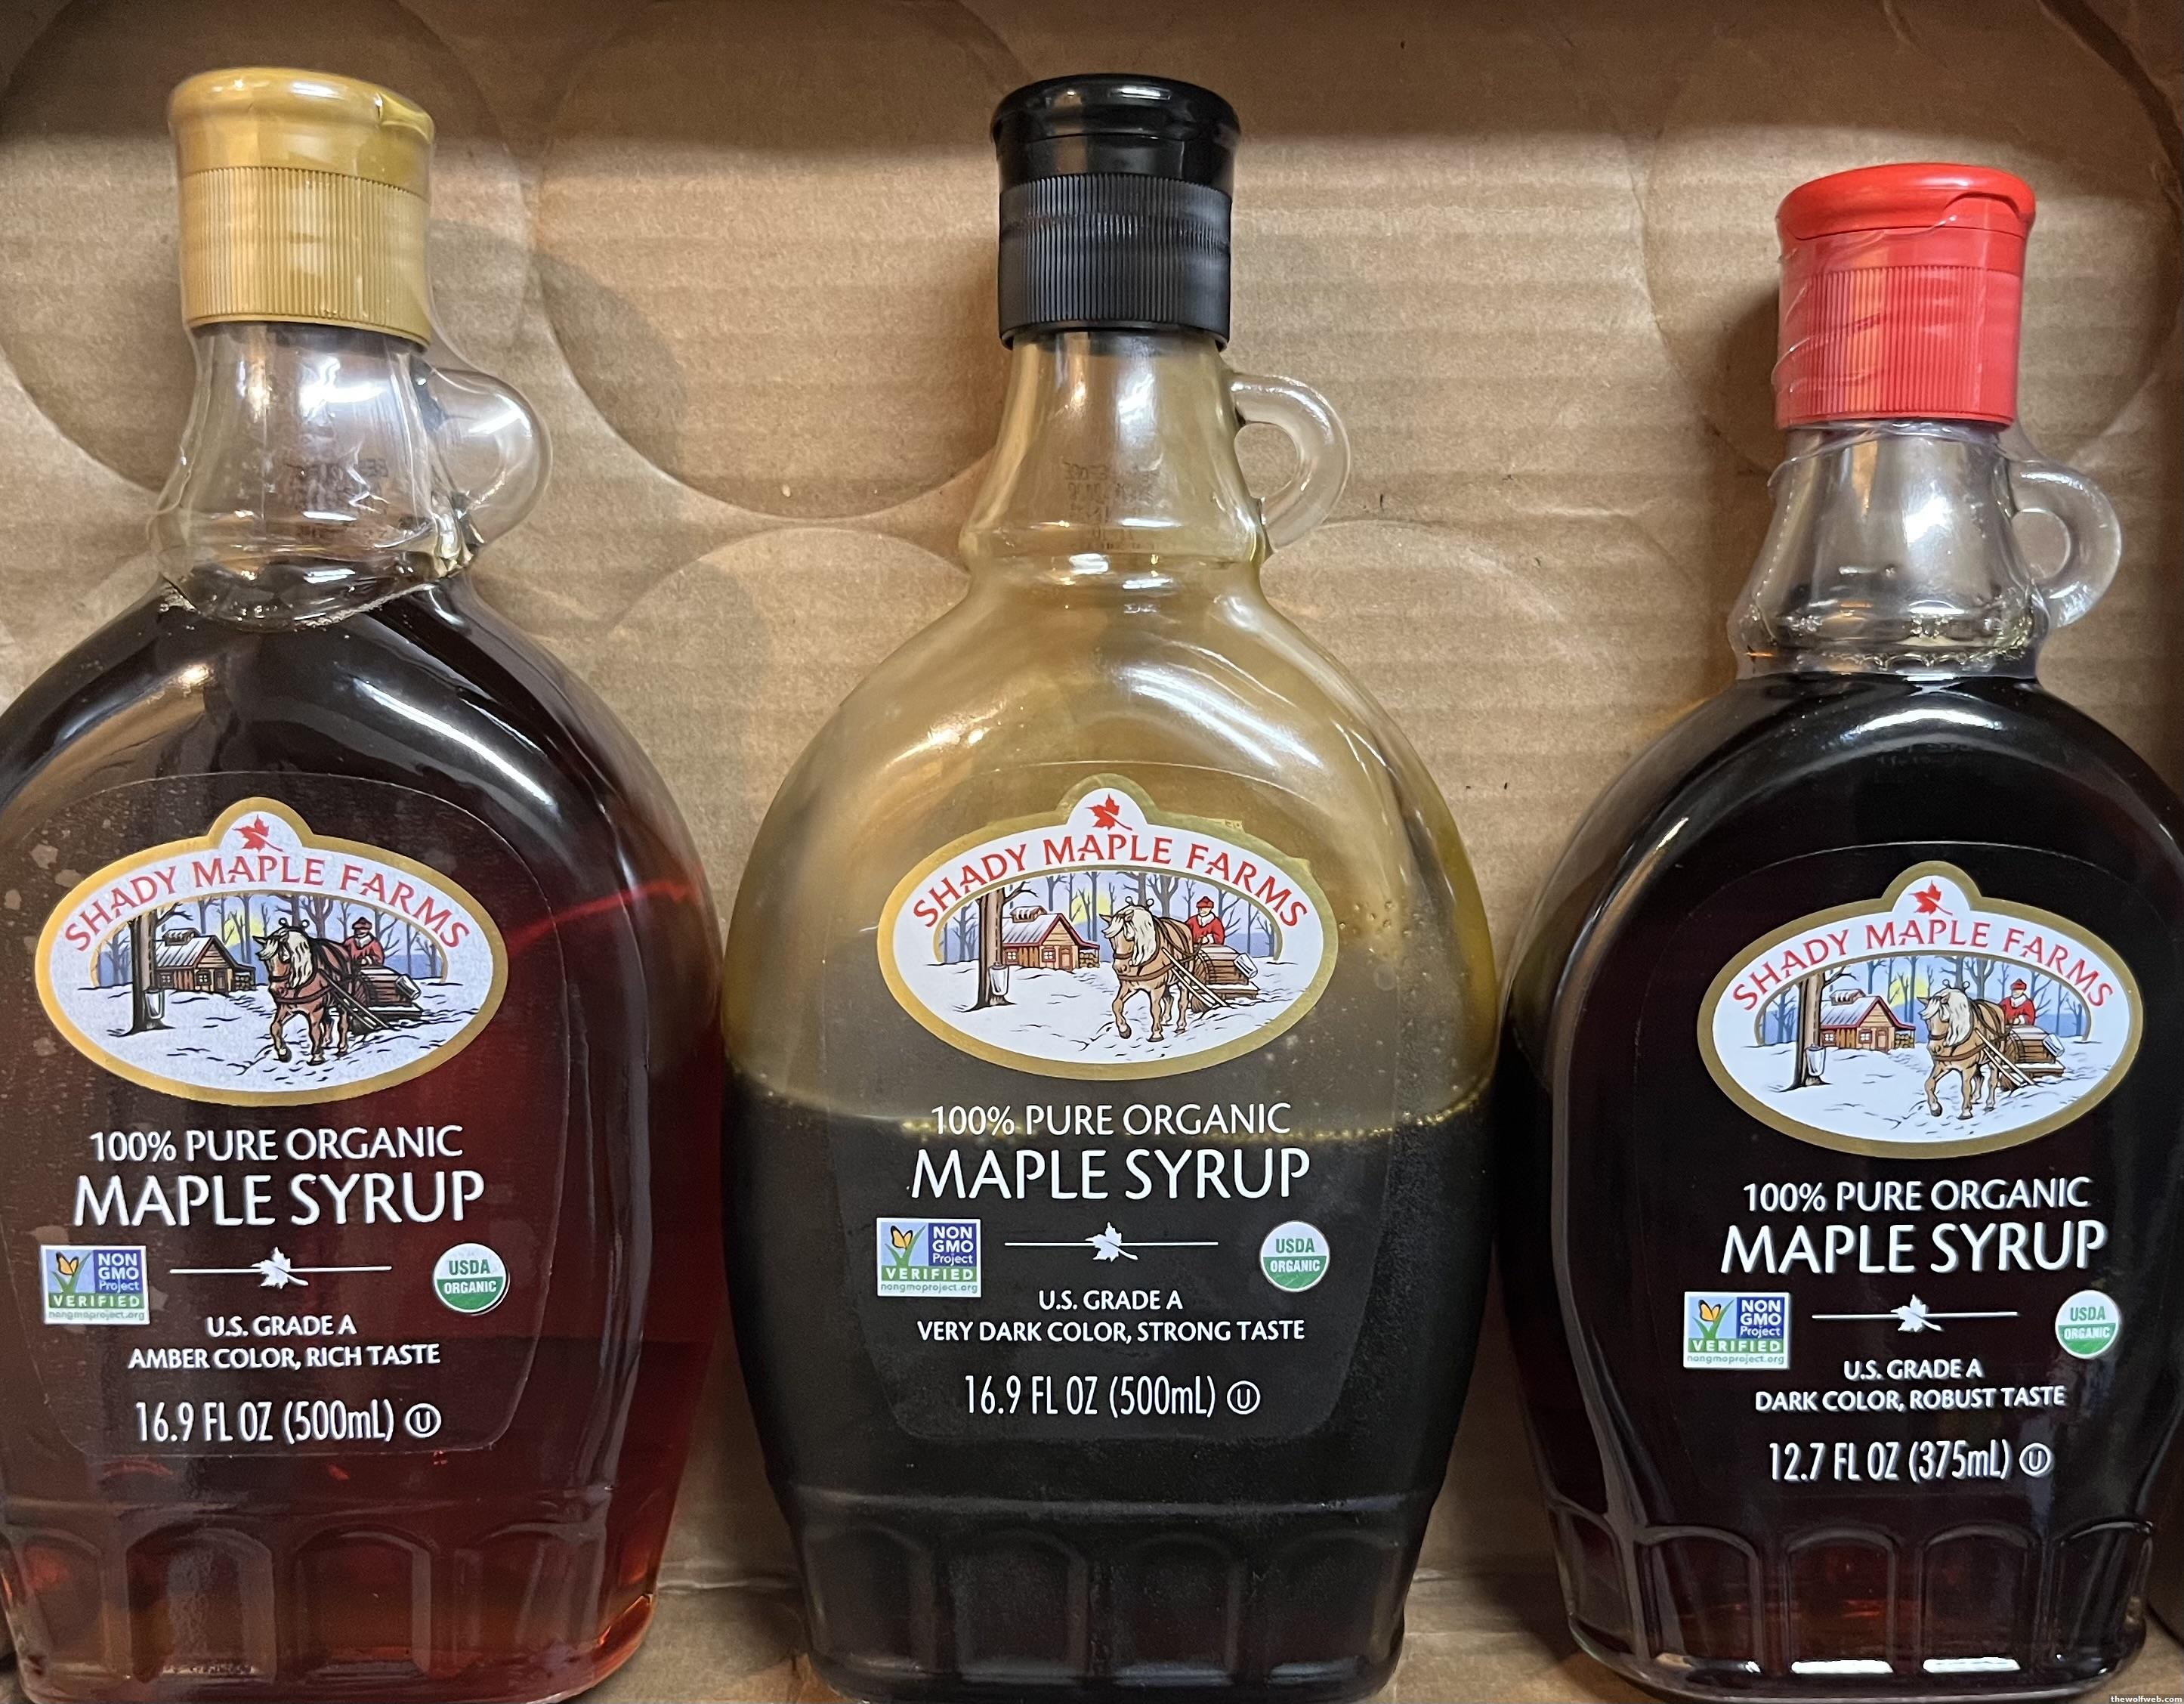 SHADY MAPLE FARMS
100% PURE ORGANIC
MAPLE SYRUP
NON
GMO
Project
VERIFIED
nongmoproject.org
USDA
ORGANIC
U.S. GRADE A
AMBER COLOR, RICH TASTE
16.9 FL OZ (500mL) U
SHADY MAPLE FARMS
100% PURE ORGANIC
MAPLE SYRUP
NON
GMO
Project
VERIFIED
nongmoproject.org
USDA
ORGANIC
U.S. GRADE A
VERY DARK COLOR, STRONG TASTE
16.9 FL OZ (500mL) U
SHADY MAPLE FARMS
100% PURE ORGANIC
MAPLE SYRUP
NON
GMO
Project
VERIFIED
nongmoproject.org
USDA
ORGANIC
U.S. GRADE A
DARK COLOR, ROBUST TASTE
12.7 FL OZ (375mL) U
thewolfweb.com